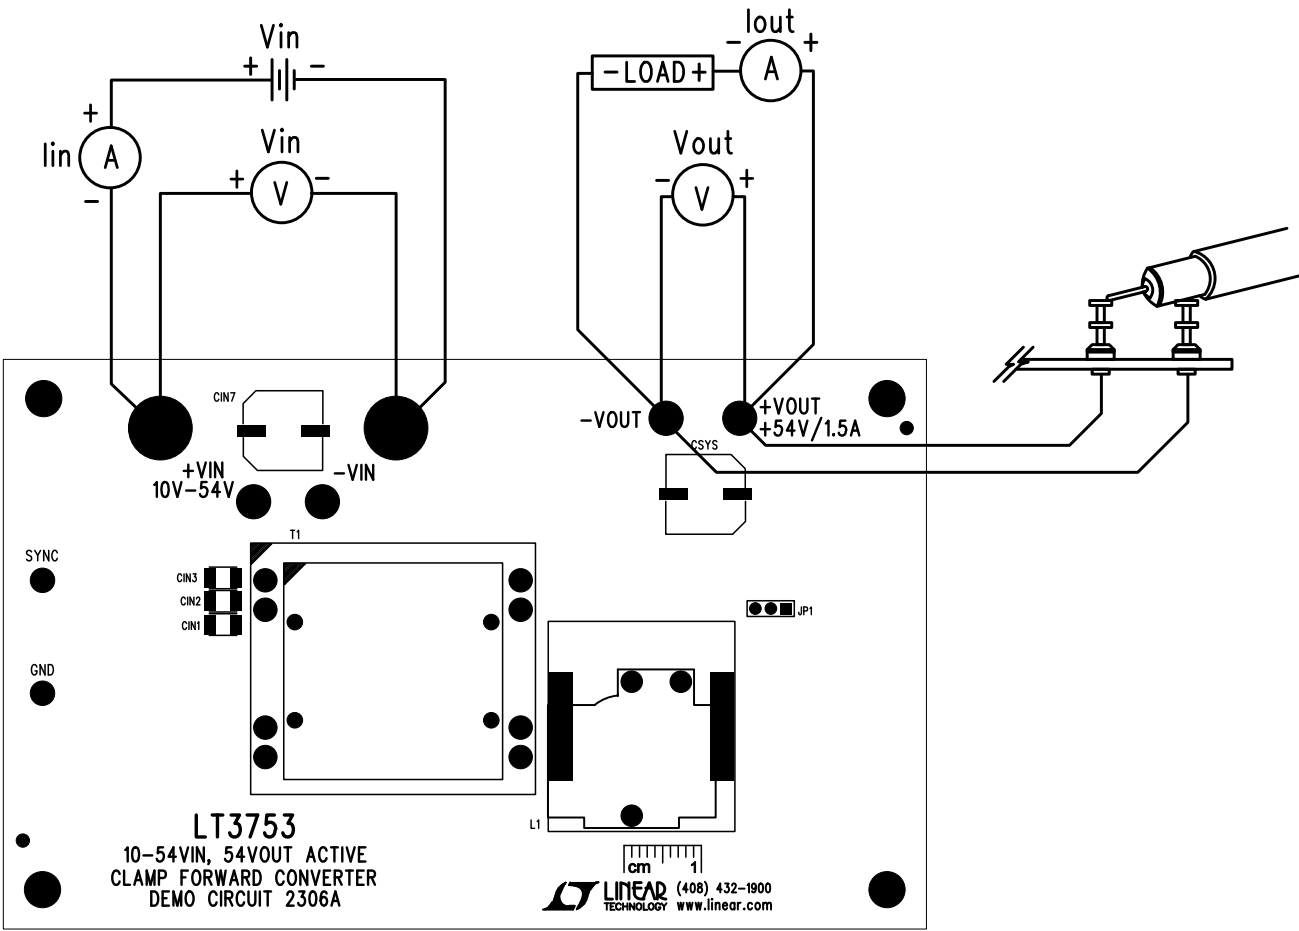 Vin
+ -
+
Iin A
-
Vin
+ V -
Iout
- A +
-LOAD+
Vout
- V +
CIN7
+VIN
10V-54V
-VIN
-VOUT
+VOUT
+54V/1.5A
CSYS
SYNC
GND
T1
CIN3
CIN2
CIN1
JP1
L1
LT3753
10-54VIN, 54VOUT ACTIVE
CLAMP FORWARD CONVERTER
DEMO CIRCUIT 2306A
cm 1
LINEAR
TECHNOLOGY
(408) 432-1900
www.linear.com